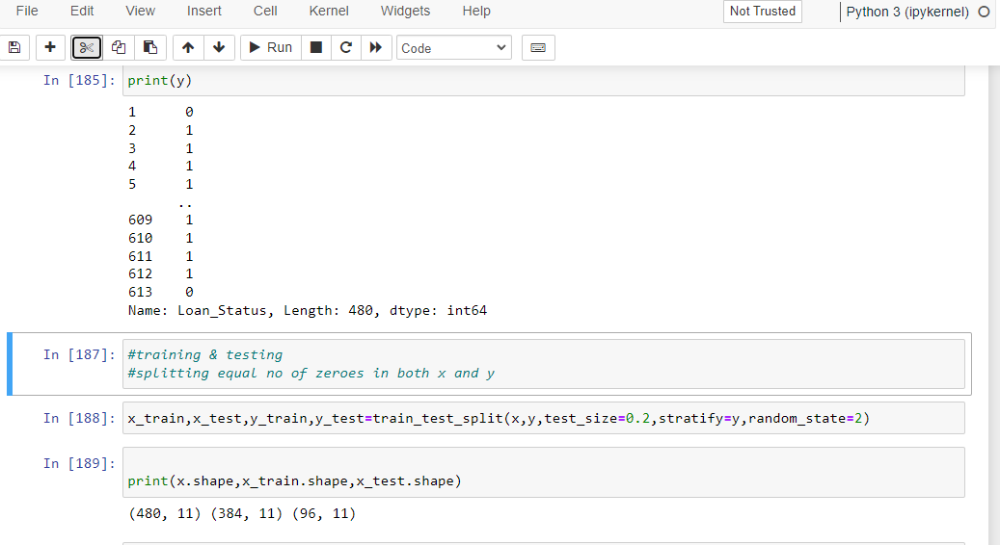 File Edit View Insert Cell Kernel Widgets Help Not Trusted Python 3 (ipykernel)
Run Code
In [185]: print(y)
1 0
2 1
3 1
4 1
5 1
..
609 1
610 1
611 1
612 1
613 0
Name: Loan_Status, Length: 480, dtype: int64
In [187]: #training & testing
#splitting equal no of zeroes in both x and y
In [188]: x_train,x_test,y_train,y_test=train_test_split(x,y,test_size=0.2,stratify=y,random_state=2)
In [189]:
print(x.shape,x_train.shape,x_test.shape)
(480, 11) (384, 11) (96, 11)